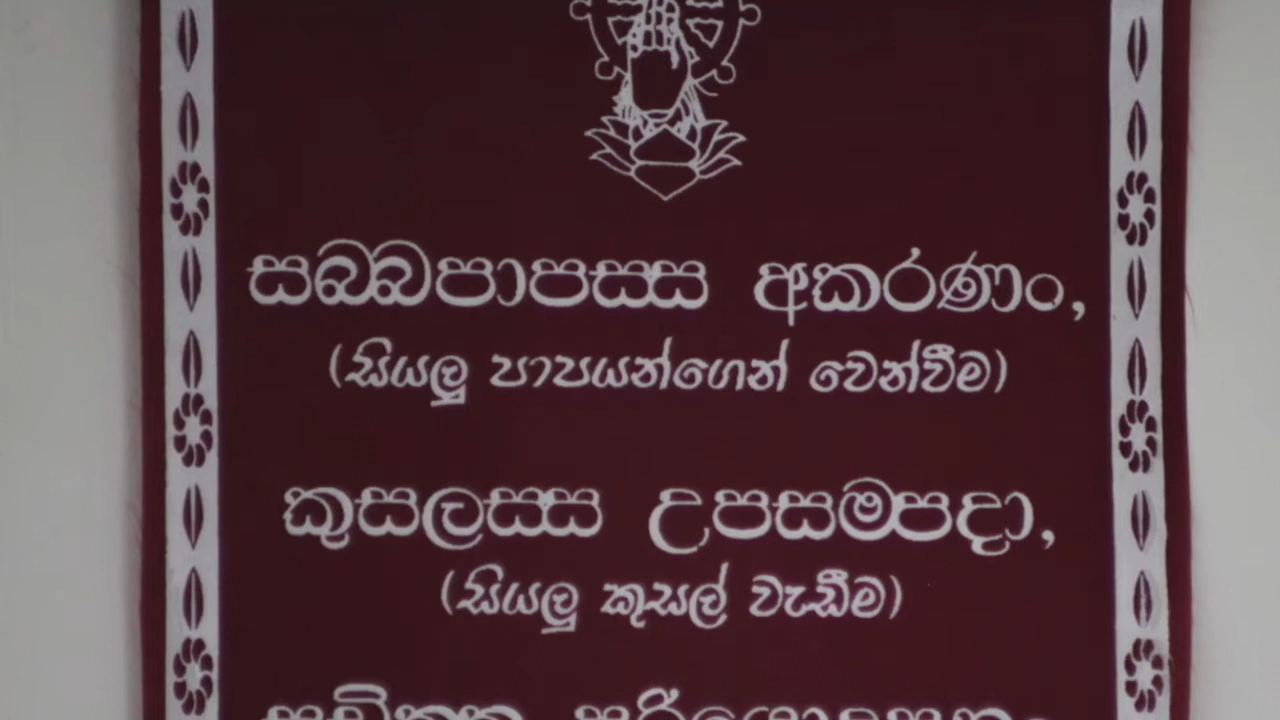 සබ්බපාපස්ස අකරණං,
(සියලු පාපයන්ගෙන් වෙන්වීම)
කුසලස්ස උපසම්පදා,
(සියලු කුසල් වැඩීම)